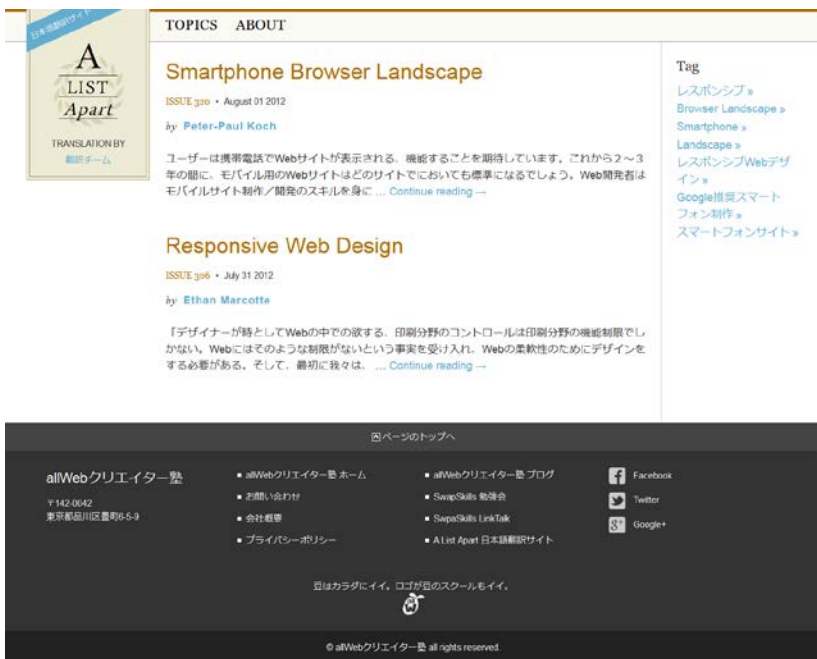 日本語翻訳サイト
A
LIST
Apart
TRANSLATION BY
翻訳チーム
TOPICS ABOUT
Smartphone Browser Landscape
ISSUE 320 • August 01 2012
by Peter-Paul Koch
ユーザーは携帯電話でWebサイトが表示される、機能することを期待しています。これから2~3
年の間に、モバイル用のWebサイトはどのサイトでにおいても標準になるでしょう。Web開発者は
モバイルサイト制作/開発のスキルを身に … Continue reading →
Responsive Web Design
ISSUE 306 • July 31 2012
by Ethan Marcotte
「デザイナーが時としてWebの中での欲する、印刷分野のコントロールは印刷分野の機能制限でし
かない。Webにはそのような制限がないという事実を受け入れ、Webの柔軟性のためにデザインを
する必要がある。そして、最初に我々は、 … Continue reading →
Tag
レスポンシブ »
Browser Landscape »
Smartphone »
Landscape »
レスポンシブWebデザ
イン »
Google推奨スマート
フォン制作 »
スマートフォンサイト »
ページのトップへ
allWebクリエイター塾
〒142-0042
東京都品川区豊町6-5-9
■ allWebクリエイター塾 ホーム
■ お問い合わせ
■ 会社概要
■ プライバシーポリシー
■ allWebクリエイター塾 ブログ
■ SwapSkills 勉強会
■ SwpaSkills LinkTalk
■ A List Apart 日本語翻訳サイト
Facebook
Twitter
Google+
豆はカラダにイイ。ロゴが豆のスクールもイイ。
© allWebクリエイター塾 all rights reserved.